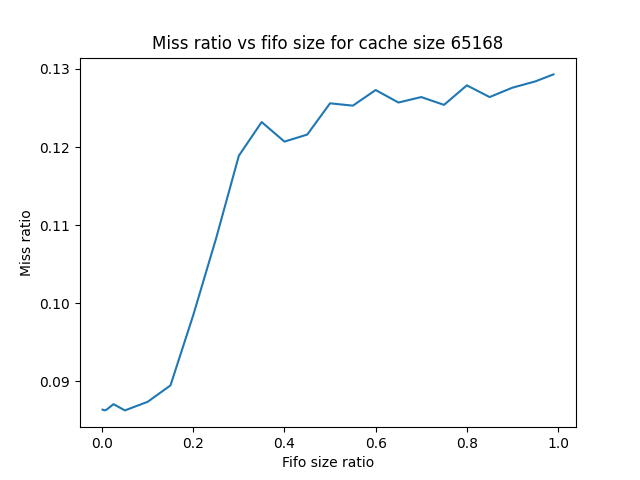 Miss ratio vs fifo size for cache size 65168
0.13
0.12
0.11
0.10
0.09
Miss ratio
0.0 0.2 0.4 0.6 0.8 1.0
Fifo size ratio